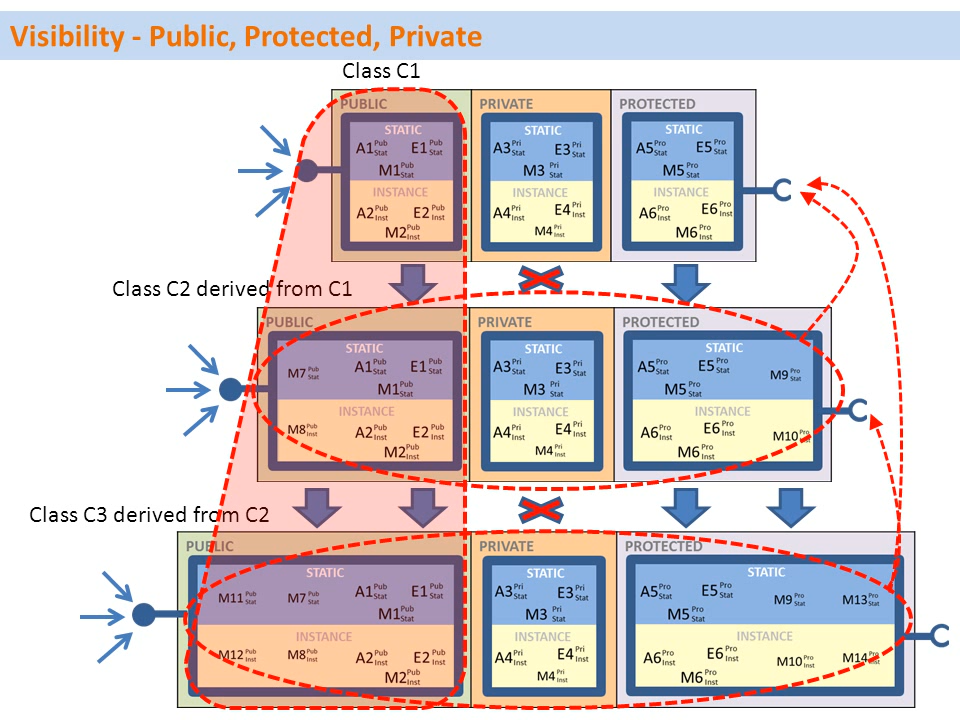 Visibility - Public, Protected, Private
Class C1
PUBLIC PRIVATE PROTECTED
STATIC STATIC STATIC
A1 Pub Stat E1 Pub Stat A3 Pri Stat E3 Pri Stat A5 Pro Stat E5 Pro Stat
M1 Pub Stat M3 Pri Stat M5 Pro Stat
INSTANCE INSTANCE INSTANCE
A2 Pub Inst E2 Pub Inst A4 Pri Inst E4 Pri Inst A6 Pro Inst E6 Pro Inst
M2 Pub Inst M4 Pri Inst M6 Pro Inst
Class C2 derived from C1
PUBLIC PRIVATE PROTECTED
STATIC STATIC STATIC
M7 Pub Stat A1 Pub Stat E1 Pub Stat A3 Pri Stat E3 Pri Stat A5 Pro Stat E5 Pro Stat M9 Pro Stat
M1 Pub Stat M3 Pri Stat M5 Pro Stat
INSTANCE INSTANCE INSTANCE
M8 Pub Inst A2 Pub Inst E2 Pub Inst A4 Pri Inst E4 Pri Inst A6 Pro Inst E6 Pro Inst M10 Pro Inst
M2 Pub Inst M4 Pri Inst M6 Pro Inst
Class C3 derived from C2
PUBLIC PRIVATE PROTECTED
STATIC STATIC STATIC
M11 Pub Stat M7 Pub Stat A1 Pub Stat E1 Pub Stat A3 Pri Stat E3 Pri Stat A5 Pro Stat E5 Pro Stat M9 Pro Stat M13 Pro Stat
M1 Pub Stat M3 Pri Stat M5 Pro Stat
INSTANCE INSTANCE INSTANCE
M12 Pub Inst M8 Pub Inst A2 Pub Inst E2 Pub Inst A4 Pri Inst E4 Pri Inst A6 Pro Inst E6 Pro Inst M10 Pro Inst M14 Pro Inst
M2 Pub Inst M4 Pri Inst M6 Pro Inst